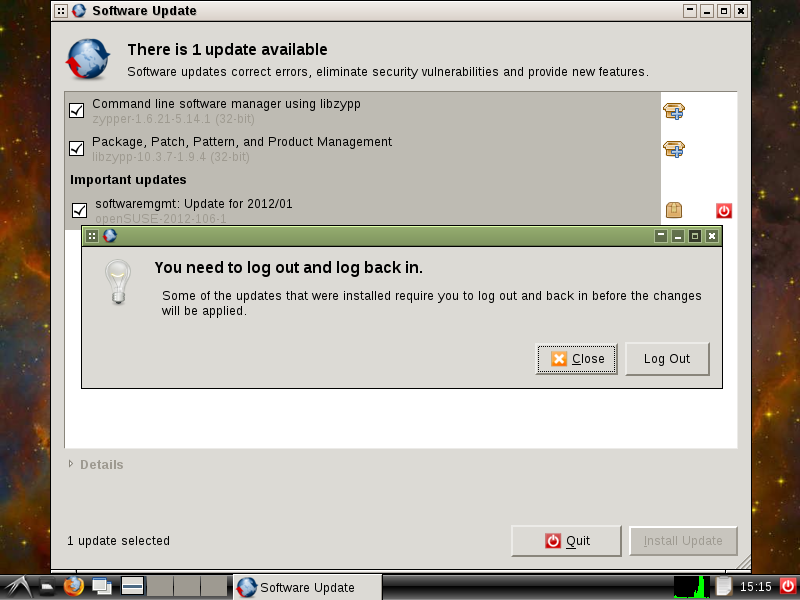 Software Update
There is 1 update available
Software updates correct errors, eliminate security vulnerabilities and provide new features.
Command line software manager using libzypp
zypper-1.6.21-5.14.1 (32-bit)
Package, Patch, Pattern, and Product Management
libzypp-10.3.7-1.9.4 (32-bit)
Important updates
softwaremgmt: Update for 2012/01
openSUSE-2012-106-1
You need to log out and log back in.
Some of the updates that were installed require you to log out and back in before the changes
will be applied.
Close
Log Out
Details
1 update selected
Quit
Install Update
Software Update
15:15